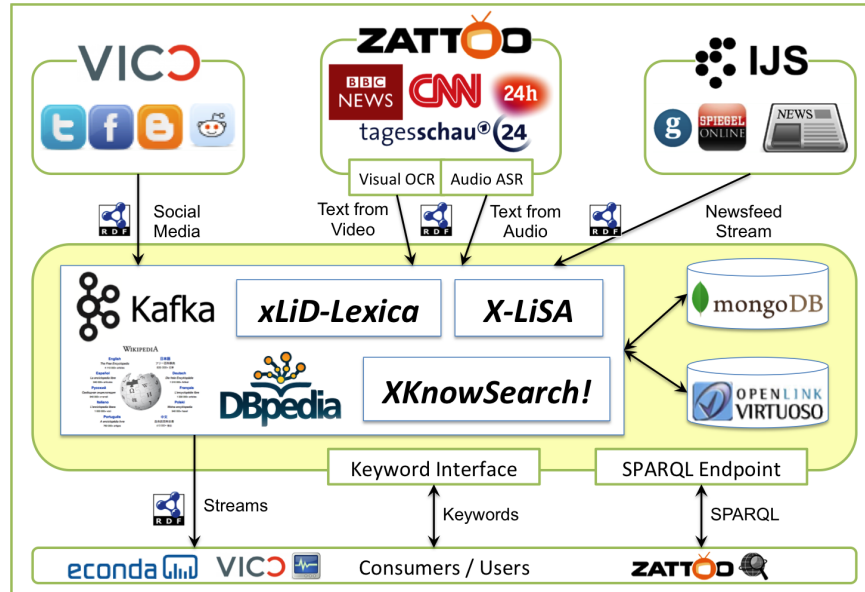 VICO
ZATTOO
IJS
BBC
NEWS
CNN
24h
tagesschau 24
g
SPIEGEL
ONLINE
NEWS
Visual OCR
Audio ASR
RDF
Social
Media
Text from
Video
RDF
Text from
Audio
RDF
Newsfeed
Stream
Kafka
xLiD-Lexica
X-LiSA
mongoDB
WIKIPEDIA
DBpedia
XKnowSearch!
OPENLINK
VIRTUOSO
Keyword Interface
SPARQL Endpoint
RDF
Streams
Keywords
SPARQL
econda
VICO
Consumers / Users
ZATTOO